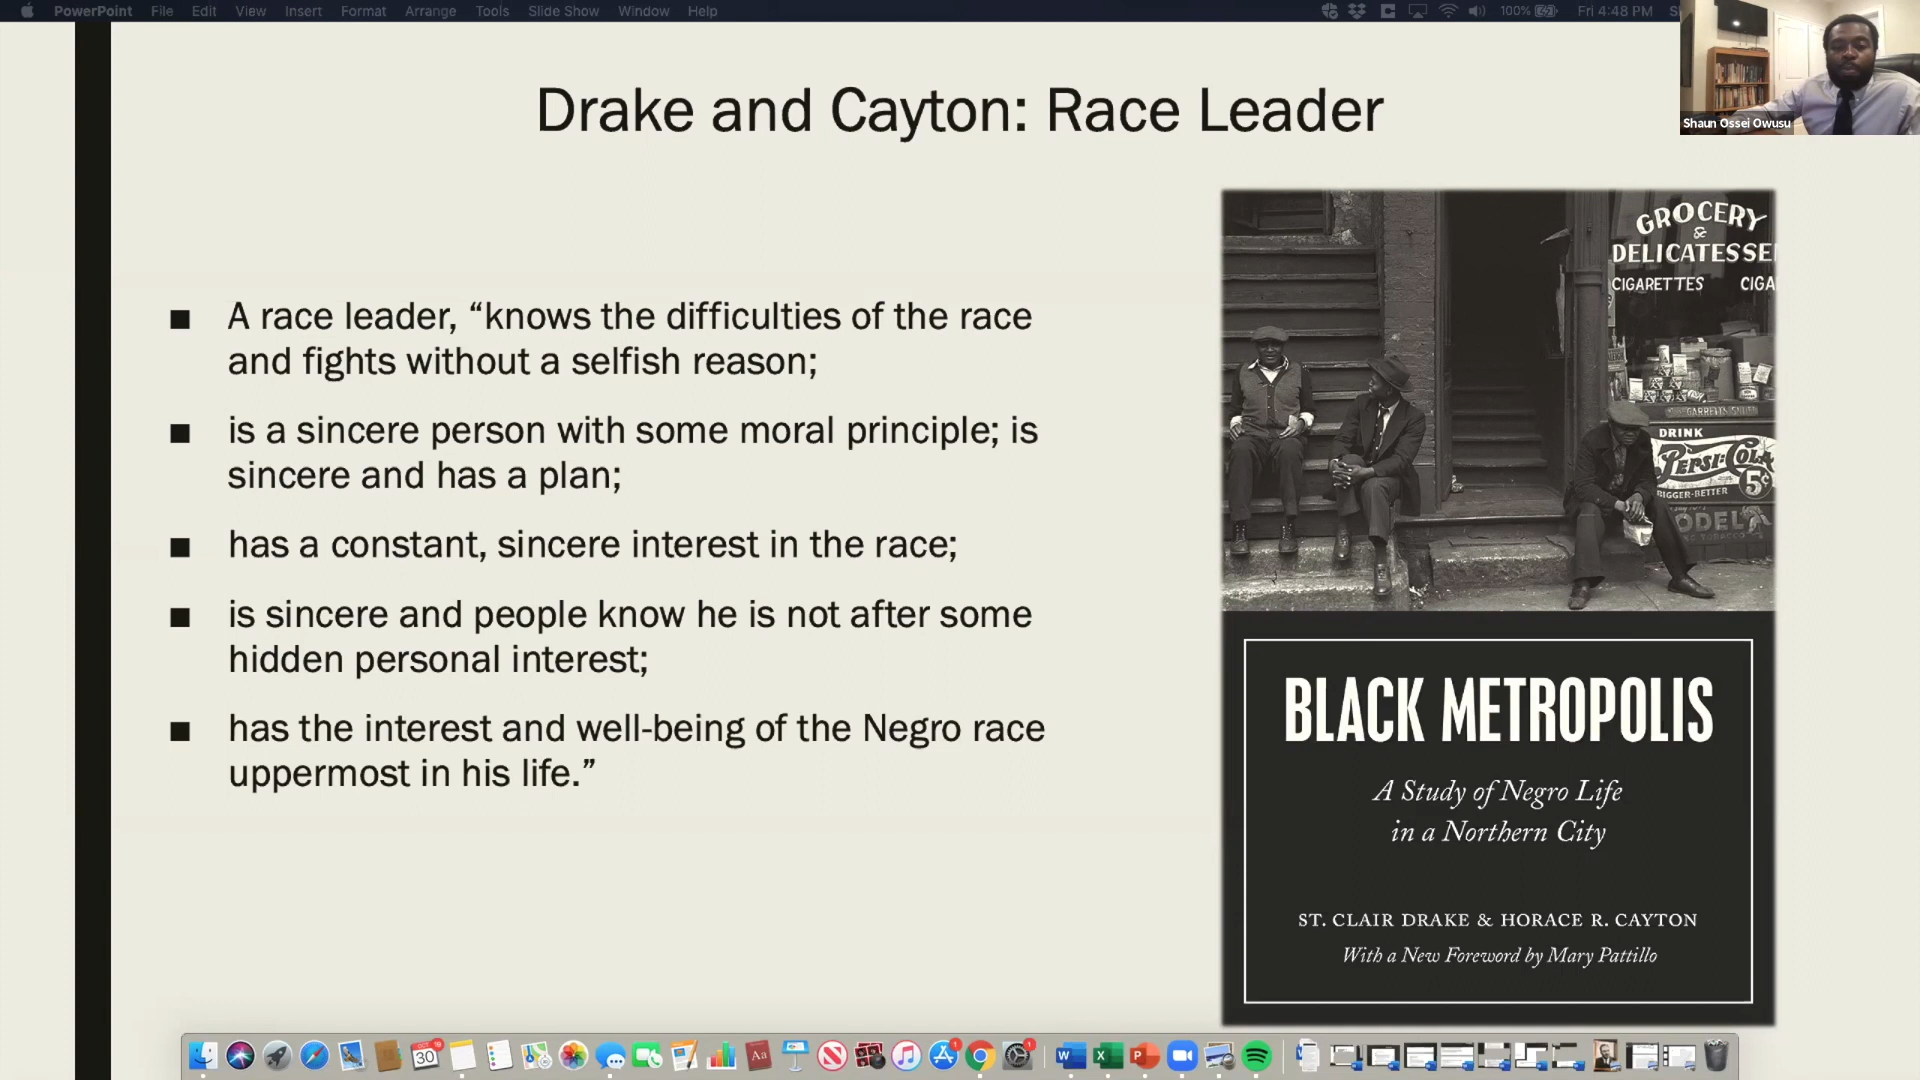 PowerPoint File Edit View Insert Format Arrange Tools Slide Show Window Help
100% Fri 4:48 PM
Shaun Ossei Owusu
Drake and Cayton: Race Leader
■ A race leader, “knows the difficulties of the race
and fights without a selfish reason;
■ is a sincere person with some moral principle; is
sincere and has a plan;
■ has a constant, sincere interest in the race;
■ is sincere and people know he is not after some
hidden personal interest;
■ has the interest and well-being of the Negro race
uppermost in his life.”
GROCERY
&
DELICATESSE
CIGARETTES CIGA
DRINK
PEPSI-COLA
5¢
BIGGER-BETTER
MODEL
BLACK METROPOLIS
A Study of Negro Life
in a Northern City
ST. CLAIR DRAKE & HORACE R. CAYTON
With a New Foreword by Mary Pattillo
OCT
30
Aa
W
X
P